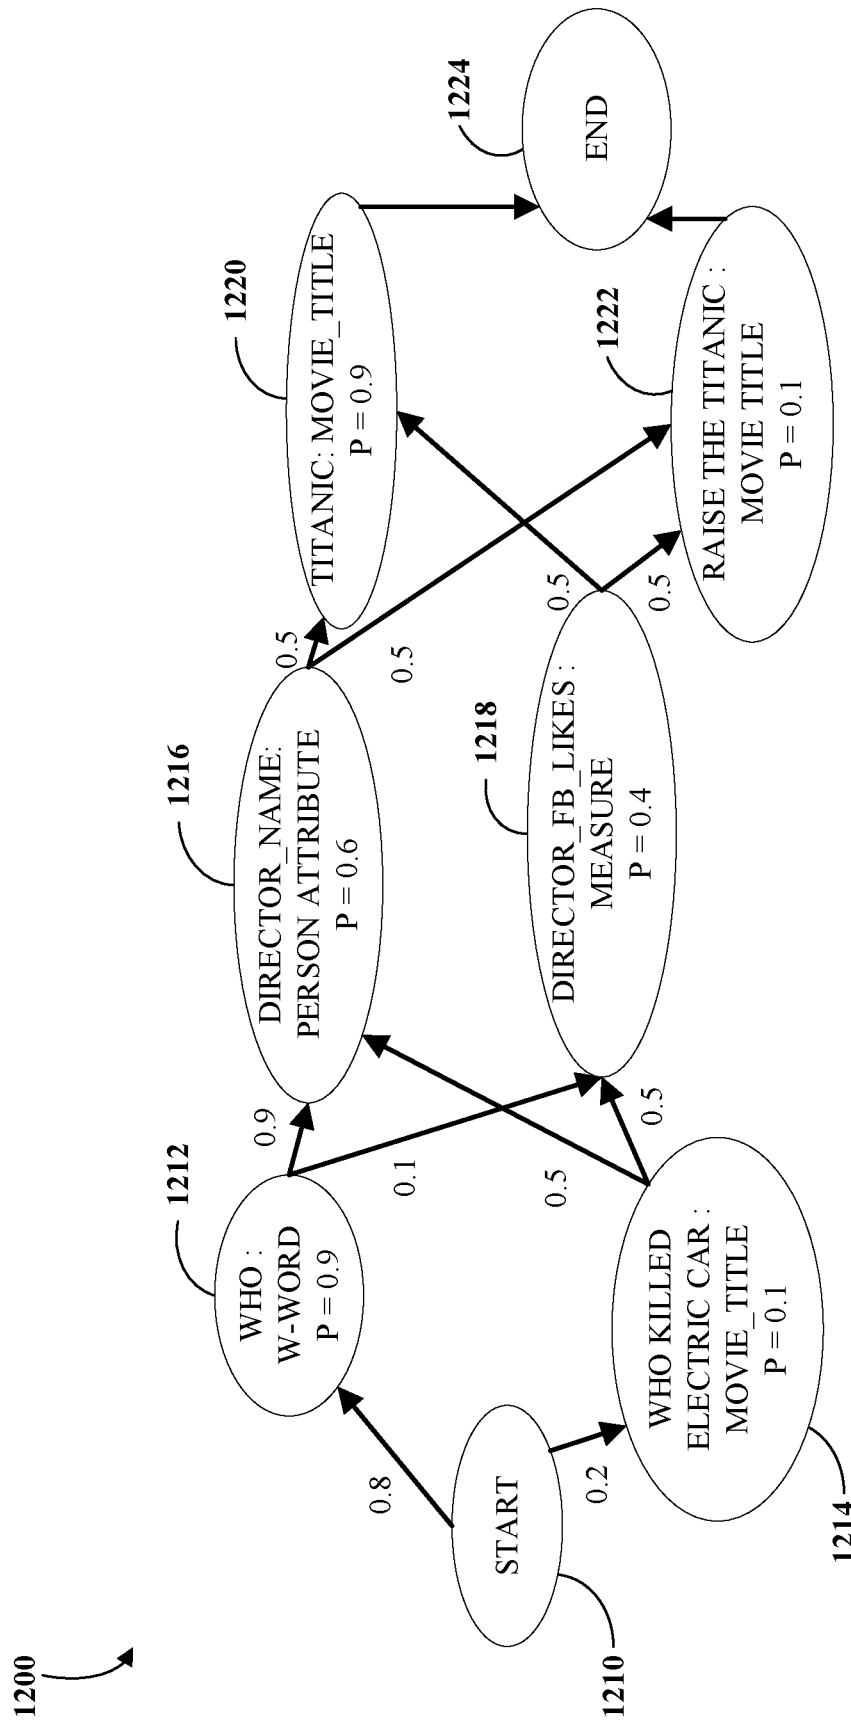 1200
START
1210
0.8
0.2
WHO :
W-WORD
P = 0.9
1212
WHO KILLED
ELECTRIC CAR :
MOVIE_TITLE
P = 0.1
1214
0.9
0.1
0.5
0.5
DIRECTOR_NAME:
PERSON ATTRIBUTE
P = 0.6
1216
DIRECTOR_FB_LIKES :
MEASURE
P = 0.4
1218
0.5
0.5
0.5
0.5
TITANIC: MOVIE_TITLE
P = 0.9
1220
RAISE THE TITANIC :
MOVIE TITLE
P = 0.1
1222
END
1224